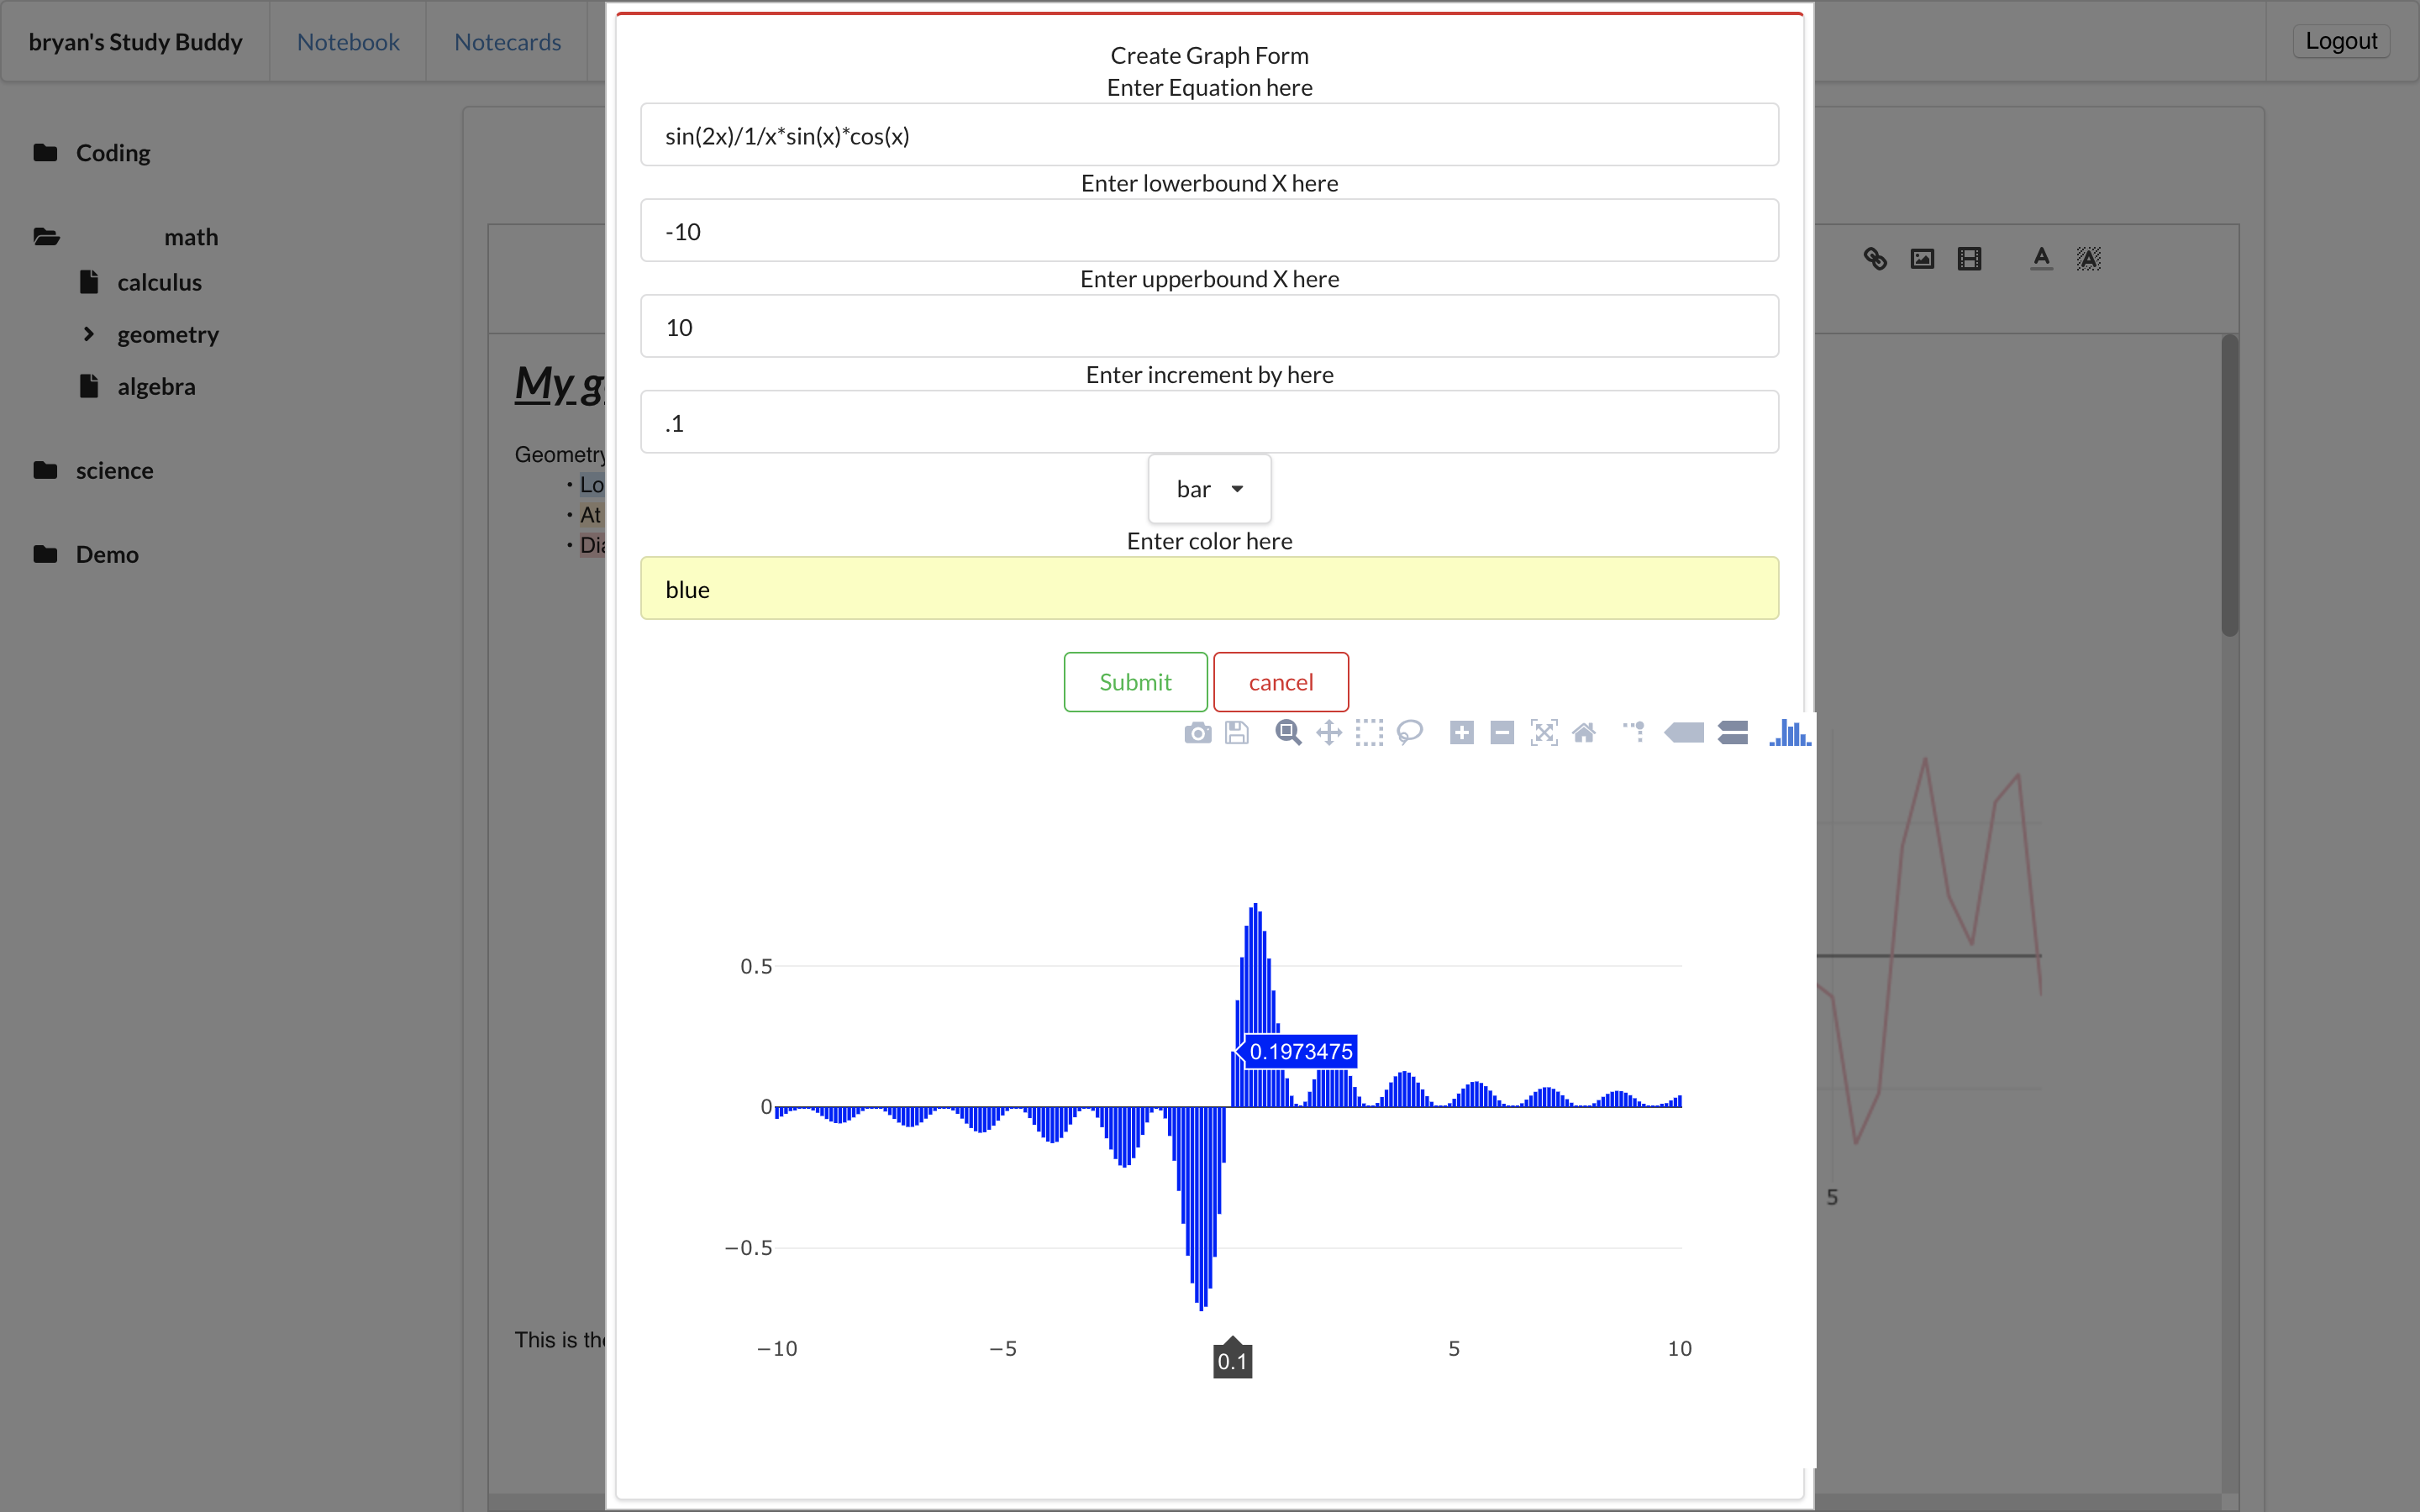 bryan's Study Buddy
Notebook
Notecards
Logout
Coding
math
calculus
geometry
algebra
science
Demo
My g
Geometry
Lo
At
Dia
This is the
Create Graph Form
Enter Equation here
sin(2x)/1/x*sin(x)*cos(x)
Enter lowerbound X here
-10
Enter upperbound X here
10
Enter increment by here
.1
bar
Enter color here
blue
Submit cancel
0.5
0.1973475
0
−0.5
−10 −5 0.1 5 10
5